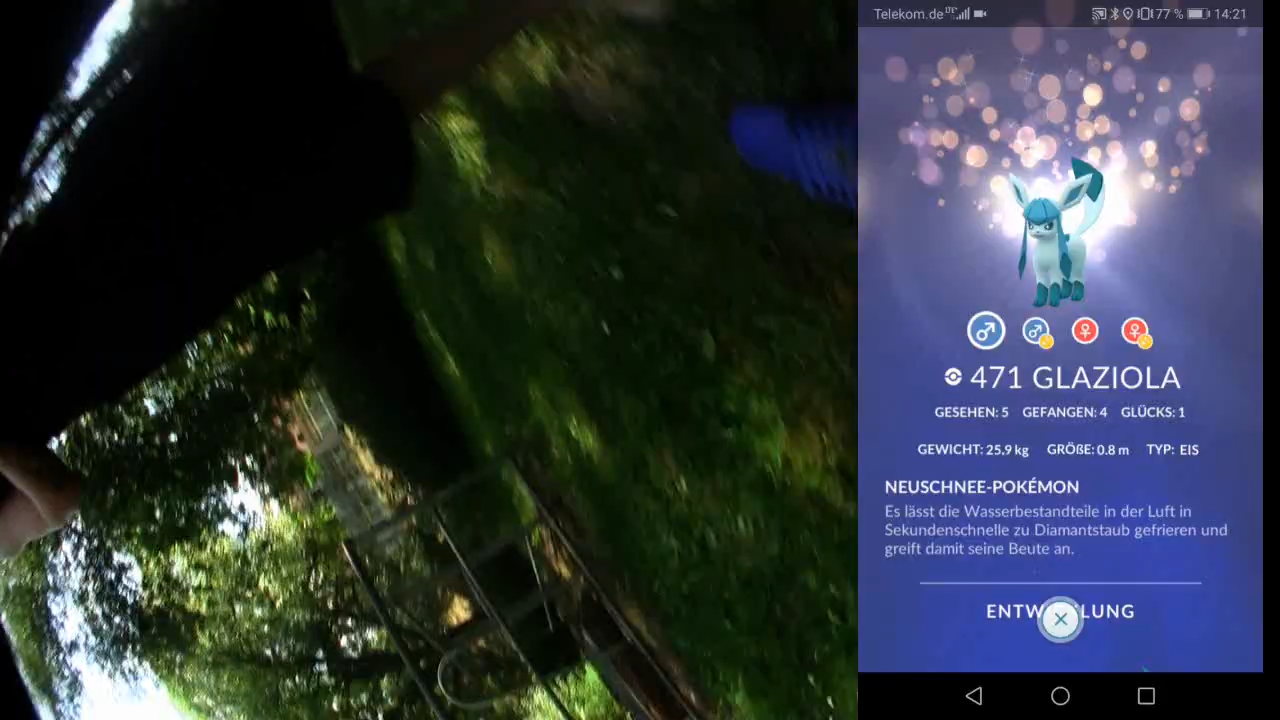 Telekom.de LTE 77 % 14:21
471 GLAZIOLA
GESEHEN: 5 GEFANGEN: 4 GLÜCKS: 1
GEWICHT: 25,9 kg GRÖẞE: 0.8 m TYP: EIS
NEUSCHNEE-POKÉMON
Es lässt die Wasserbestandteile in der Luft in
Sekundenschnelle zu Diamantstaub gefrieren und
greift damit seine Beute an.